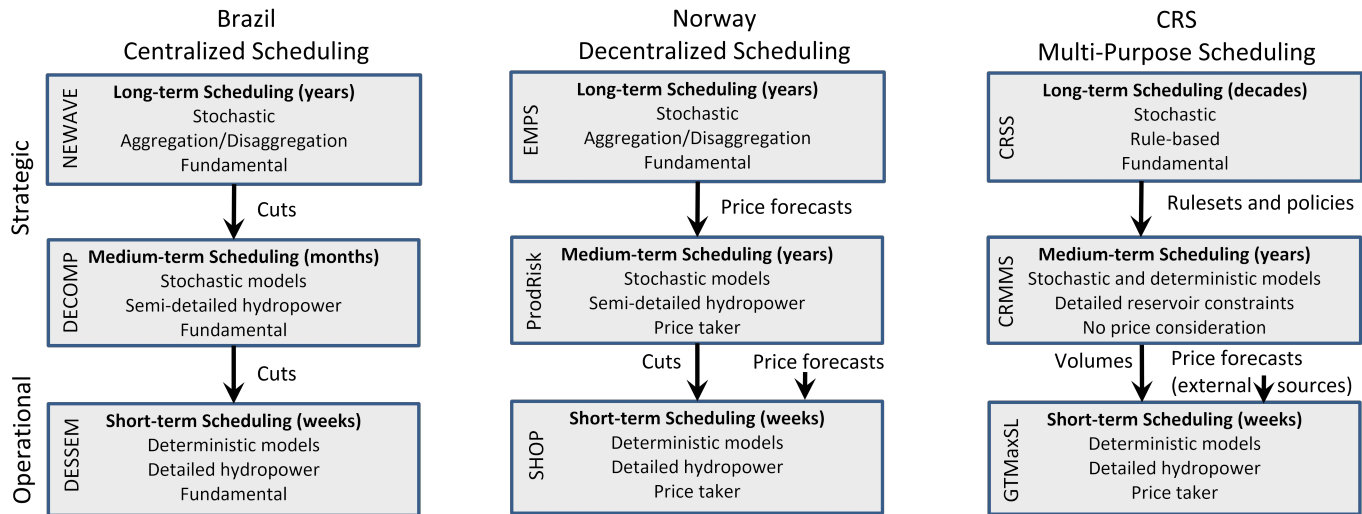 Brazil
Centralized Scheduling
Norway
Decentralized Scheduling
CRS
Multi-Purpose Scheduling
Strategic
Operational
NEWAVE
Long-term Scheduling (years)
Stochastic
Aggregation/Disaggregation
Fundamental
Cuts
DECOMP
Medium-term Scheduling (months)
Stochastic models
Semi-detailed hydropower
Fundamental
Cuts
DESSEM
Short-term Scheduling (weeks)
Deterministic models
Detailed hydropower
Fundamental
EMPS
Long-term Scheduling (years)
Stochastic
Aggregation/Disaggregation
Fundamental
Price forecasts
ProdRisk
Medium-term Scheduling (years)
Stochastic models
Semi-detailed hydropower
Price taker
Cuts
Price forecasts
SHOP
Short-term Scheduling (weeks)
Deterministic models
Detailed hydropower
Price taker
CRSS
Long-term Scheduling (decades)
Stochastic
Rule-based
Fundamental
Rulesets and policies
CRMMS
Medium-term Scheduling (years)
Stochastic and deterministic models
Detailed reservoir constraints
No price consideration
Volumes
Price forecasts
(external sources)
GTMaxSL
Short-term Scheduling (weeks)
Deterministic models
Detailed hydropower
Price taker